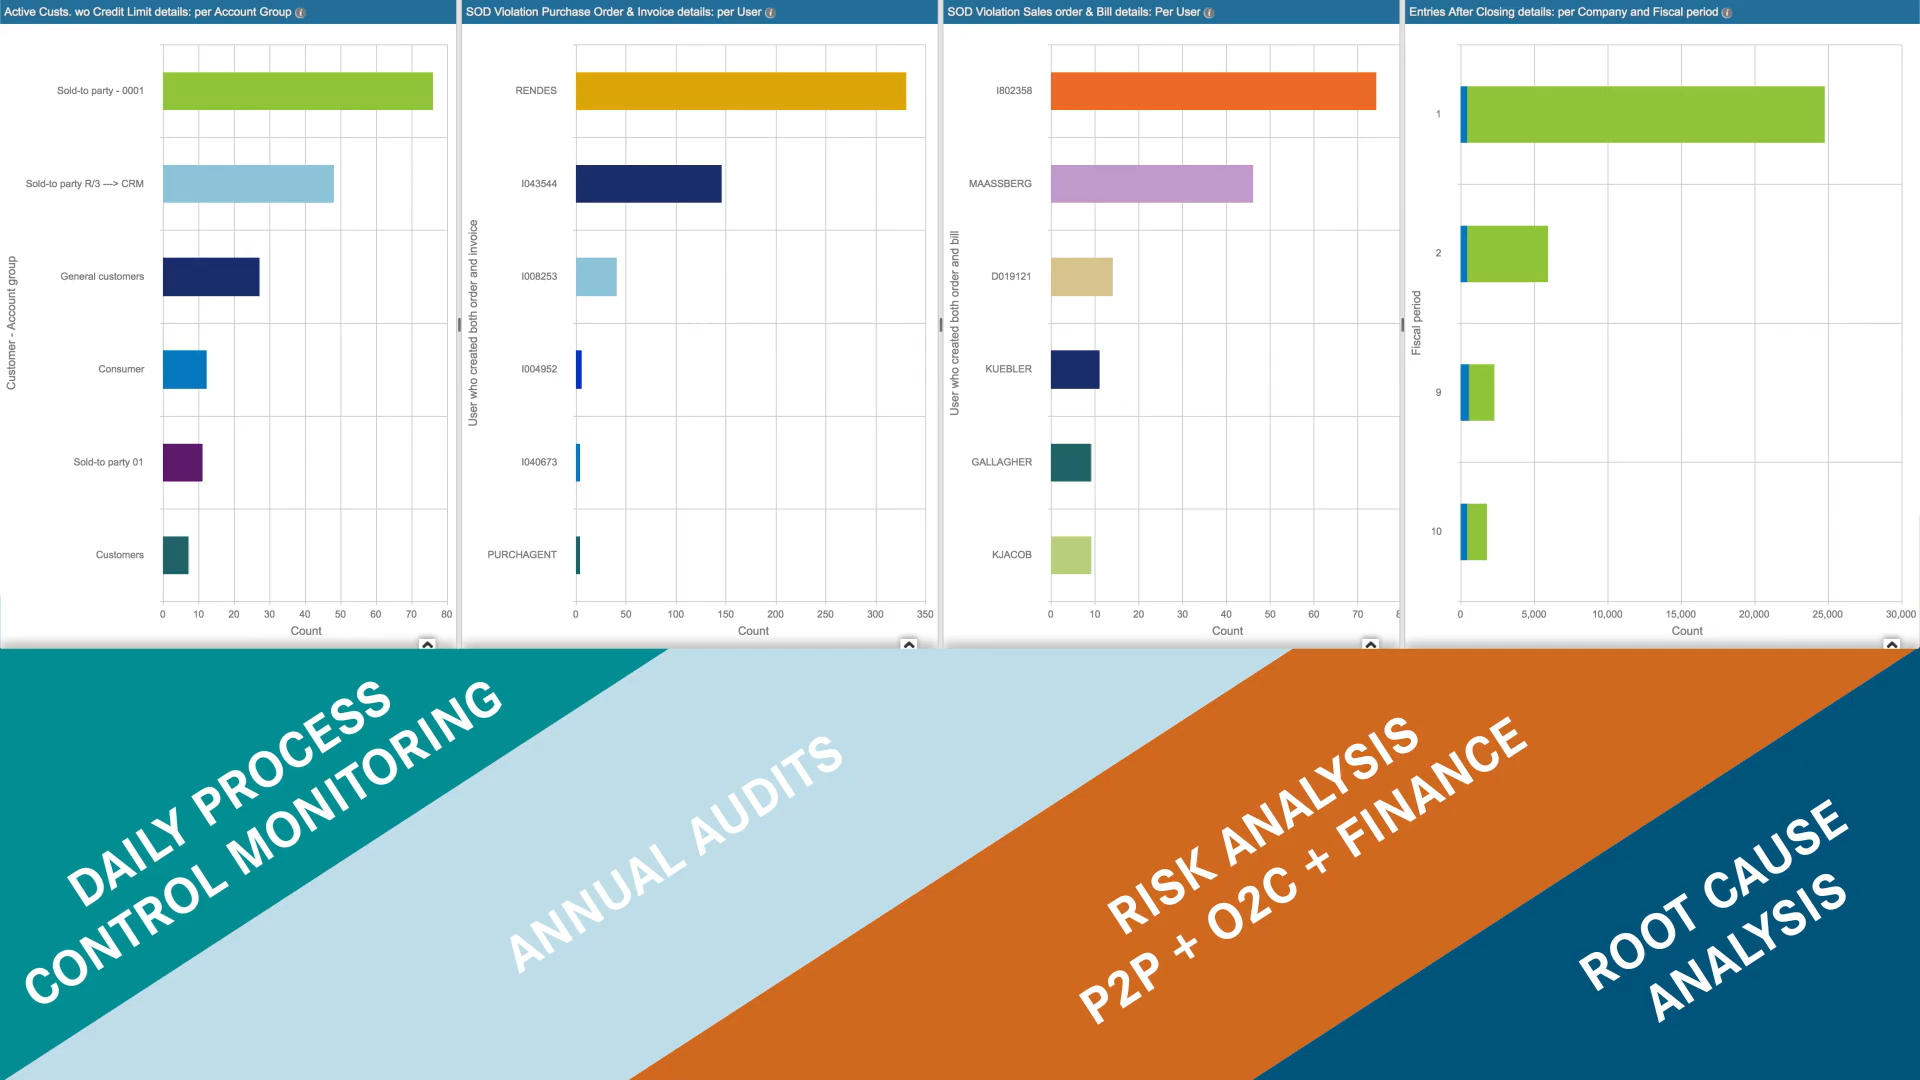 Active Custs. wo Credit Limit details: per Account Group
Customer - Account group
Sold-to party - 0001
Sold-to party R/3 ---> CRM
General customers
Consumer
Sold-to party 01
Customers
0 10 20 30 40 50 60 70 80
Count
SOD Violation Purchase Order & Invoice details: per User
User who created both order and invoice
RENDES
I043544
I008253
I004952
I040673
PURCHAGENT
0 50 100 150 200 250 300 350
Count
SOD Violation Sales order & Bill details: Per User
User who created both order and bill
I802358
MAASSBERG
D019121
KUEBLER
GALLAGHER
KJACOB
0 10 20 30 40 50 60 70
Count
Entries After Closing details: per Company and Fiscal period
Fiscal period
1
2
9
10
0 5,000 10,000 15,000 20,000 25,000 30,000
Count
DAILY PROCESS
CONTROL MONITORING
ANNUAL AUDITS
RISK ANALYSIS
P2P + O2C + FINANCE
ROOT CAUSE
ANALYSIS